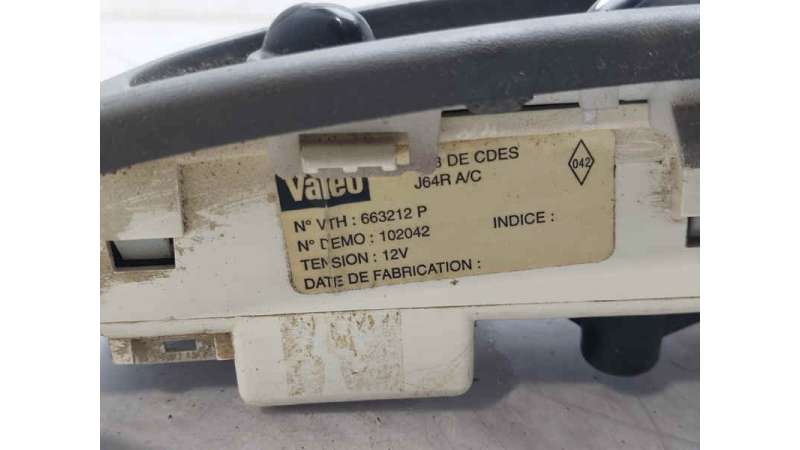 Valeo
DE CDES
J64R A/C
042
N° VTH : 663212 P
N° DEMO : 102042
INDICE :
TENSION : 12V
DATE DE FABRICATION :